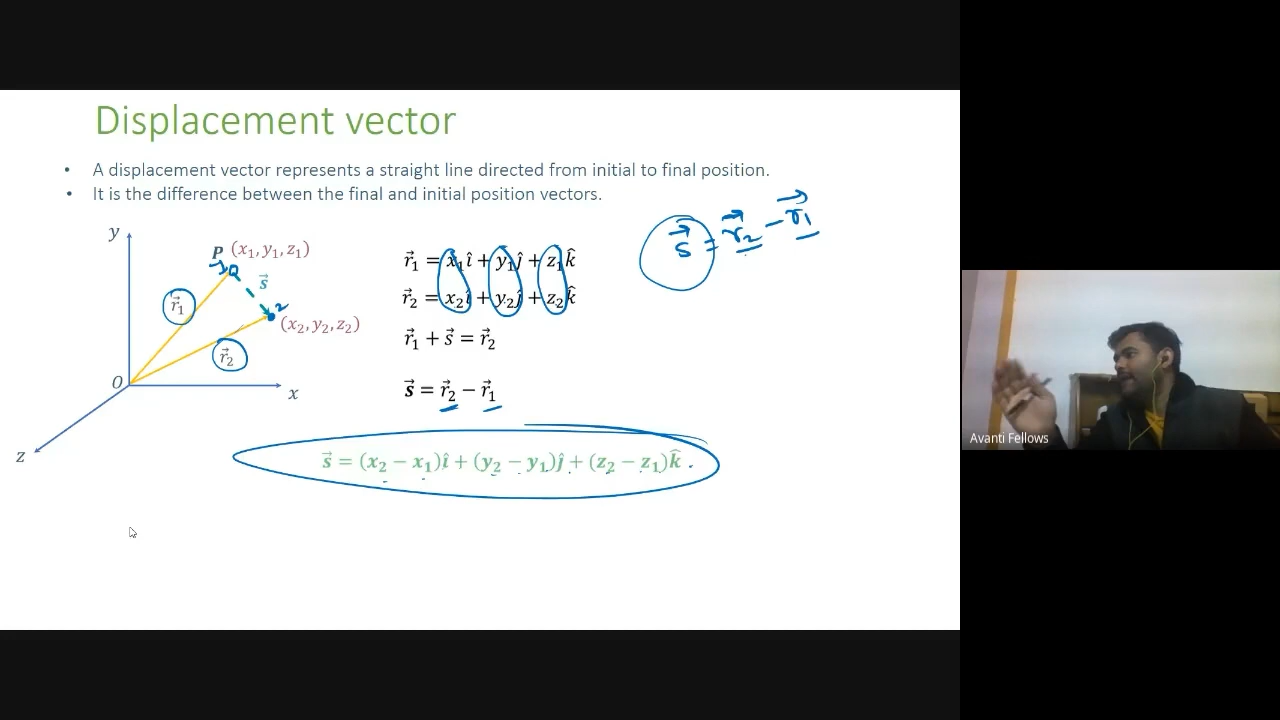 Displacement vector
• A displacement vector represents a straight line directed from initial to final position.
• It is the difference between the final and initial position vectors.
y
P (x₁, y₁, z₁)
s⃗
r⃗₁
2
(x₂, y₂, z₂)
r⃗₂
O
x
z
r⃗₁ = x₁î + y₁ĵ + z₁k̂
r⃗₂ = x₂î + y₂ĵ + z₂k̂
r⃗₁ + s⃗ = r⃗₂
s⃗ = r⃗₂ − r⃗₁
s⃗ = (x₂ − x₁)î + (y₂ − y₁)ĵ + (z₂ − z₁)k̂
s⃗ = r⃗₂ − r⃗₁
Avanti Fellows